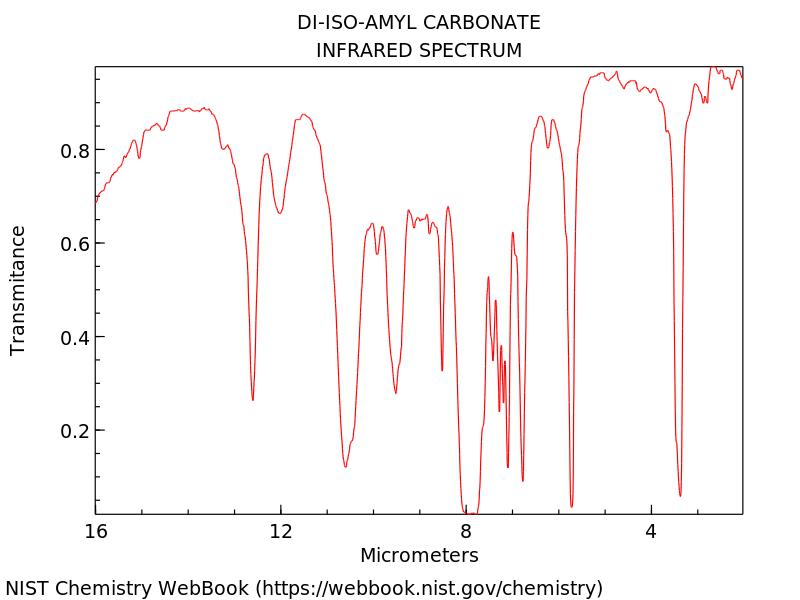 DI-ISO-AMYL CARBONATE
INFRARED SPECTRUM
0.8
0.6
0.4
0.2
Transmitance
16 12 8 4
Micrometers
NIST Chemistry WebBook (https://webbook.nist.gov/chemistry)